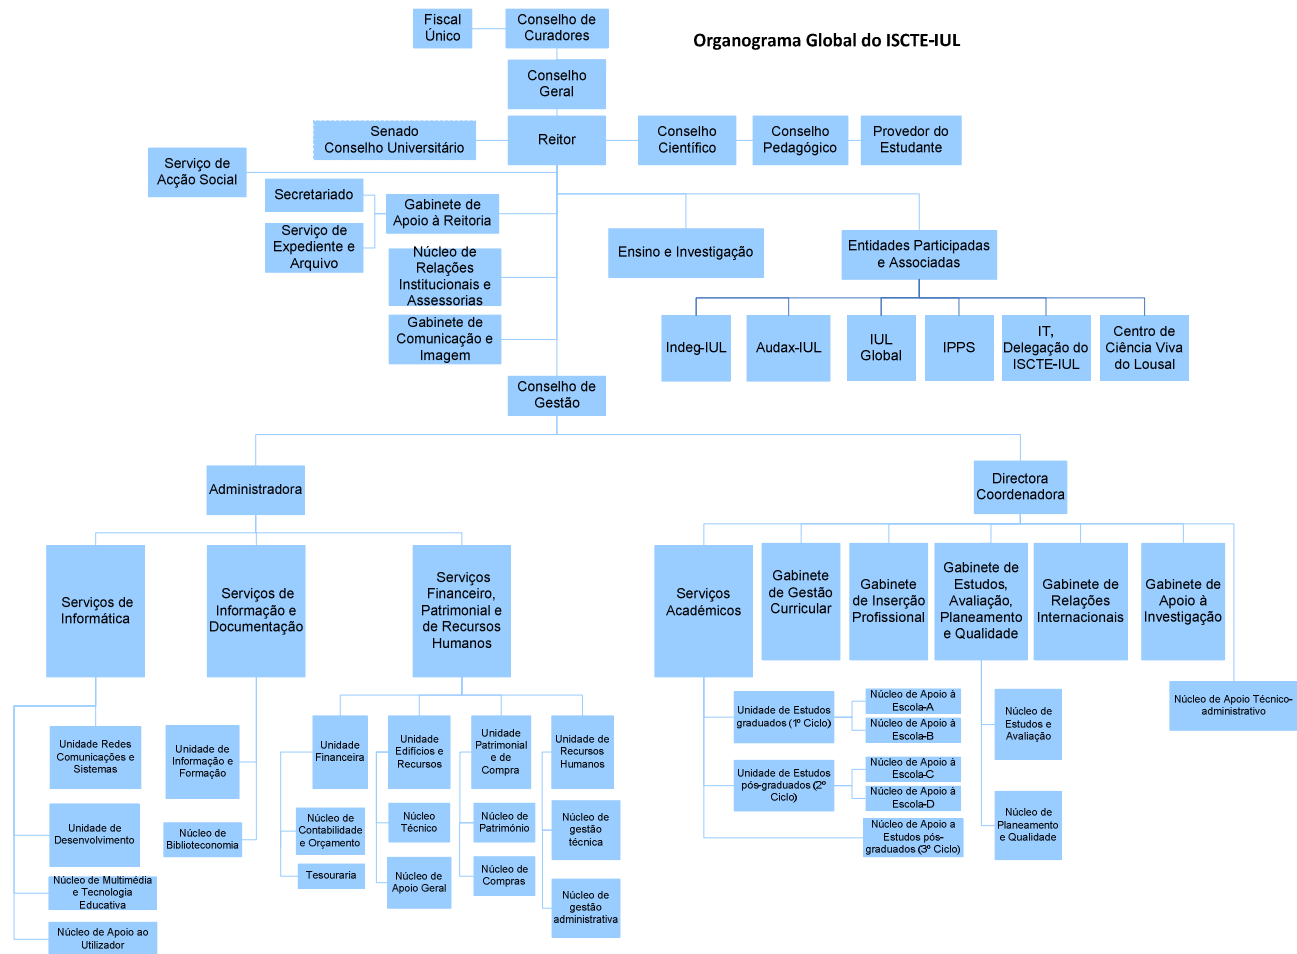 Fiscal
Único
Conselho de
Curadores
Organograma Global do ISCTE-IUL
Conselho
Geral
Senado
Conselho Universitário
Reitor
Conselho
Científico
Conselho
Pedagógico
Provedor do
Estudante
Serviço de
Acção Social
Secretariado
Gabinete de
Apoio à Reitoria
Serviço de
Expediente e
Arquivo
Núcleo de
Relações
Institucionais e
Assessorias
Gabinete de
Comunicação e
Imagem
Ensino e Investigação
Entidades Participadas
e Associadas
Indeg-IUL
Audax-IUL
IUL
Global
IPPS
IT,
Delegação do
ISCTE-IUL
Centro de
Ciência Viva
do Lousal
Conselho de
Gestão
Administradora
Directora
Coordenadora
Serviços de
Informática
Serviços de
Informação e
Documentação
Serviços
Financeiro,
Patrimonial e
de Recursos
Humanos
Serviços
Académicos
Gabinete
de Gestão
Curricular
Gabinete
de Inserção
Profissional
Gabinete de
Estudos,
Avaliação,
Planeamento
e Qualidade
Gabinete de
Relações
Internacionais
Gabinete de
Apoio à
Investigação
Núcleo de Apoio Técnico-
administrativo
Unidade Redes
Comunicações e
Sistemas
Unidade de
Desenvolvimento
Núcleo de Multimédia
e Tecnologia
Educativa
Núcleo de Apoio ao
Utilizador
Unidade de
Informação e
Formação
Núcleo de
Biblioteconomia
Unidade
Financeira
Núcleo de
Contabilidade
e Orçamento
Tesouraria
Unidade
Edifícios e
Recursos
Núcleo
Técnico
Núcleo de
Apoio Geral
Unidade
Patrimonial
e de
Compra
Núcleo de
Património
Núcleo de
Compras
Unidade de
Recursos
Humanos
Núcleo de
gestão
técnica
Núcleo de
gestão
administrativa
Unidade de Estudos
graduados (1º Ciclo)
Núcleo de Apoio à
Escola-A
Núcleo de Apoio à
Escola-B
Unidade de Estudos
pós-graduados (2º
Ciclo)
Núcleo de Apoio à
Escola-C
Núcleo de Apoio à
Escola-D
Núcleo de Apoio a
Estudos pós-
graduados (3º Ciclo)
Núcleo de
Estudos e
Avaliação
Núcleo de
Planeamento
e Qualidade